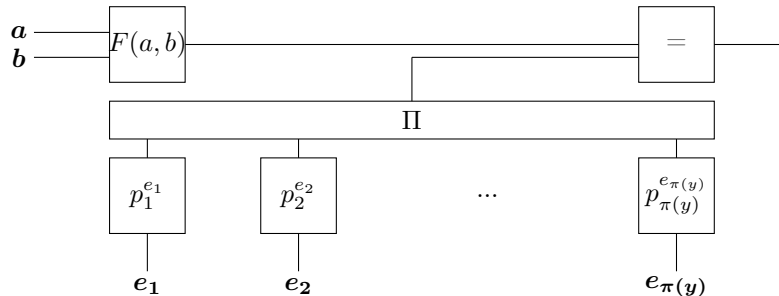 a
b
F(a, b)
=
Π
p_1^{e_1} p_2^{e_2} ... p_{π(y)}^{e_{π(y)}}
e_1 e_2 e_{π(y)}